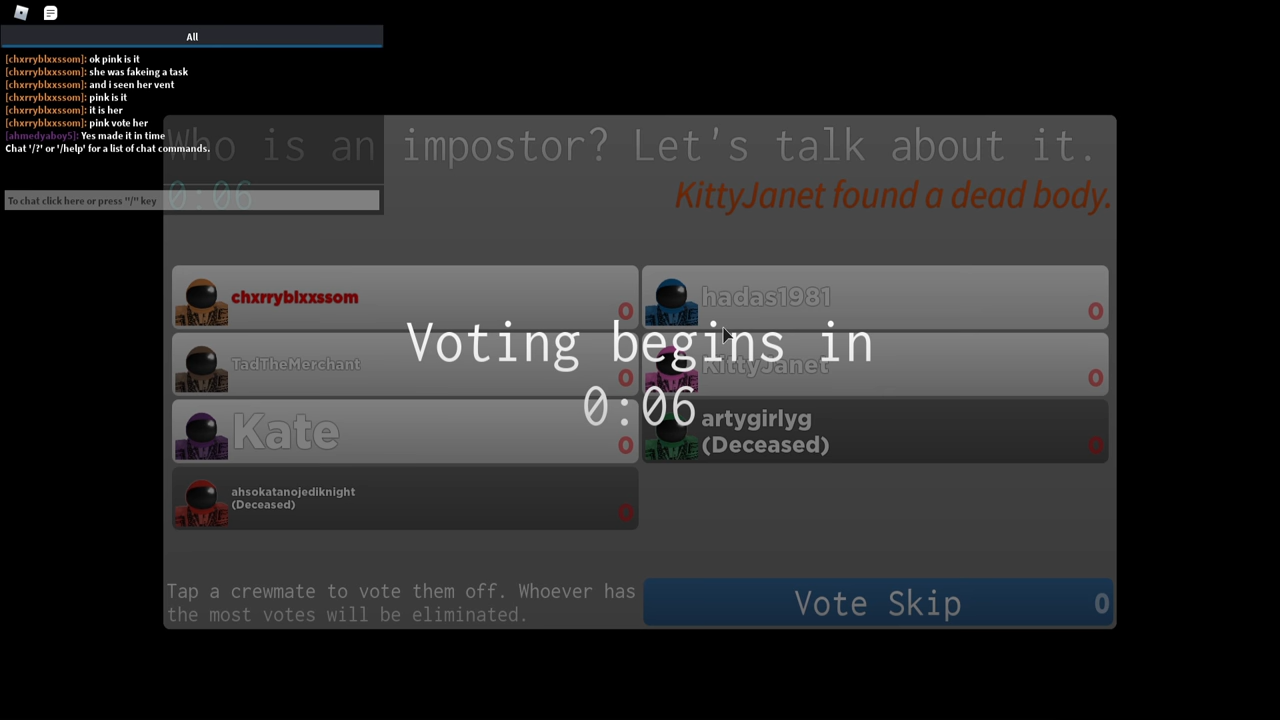 All
[chxrryblxxssom]: ok pink is it
[chxrryblxxssom]: she was fakeing a task
[chxrryblxxssom]: and i seen her vent
[chxrryblxxssom]: pink is it
[chxrryblxxssom]: it is her
[chxrryblxxssom]: pink vote her
[ahmedyaboy5]: Yes made it in time
Chat '/?' or '/help' for a list of chat commands.
To chat click here or press "/" key
Who is an impostor? Let's talk about it.
0:06
KittyJanet found a dead body.
chxrryblxxssom
0
hadas1981
0
Voting begins in
0:06
TadTheMerchant
0
KittyJanet
0
Kate
0
artygirlyg
(Deceased)
0
ahsokatanojediknight
(Deceased)
0
Tap a crewmate to vote them off. Whoever has
the most votes will be eliminated.
Vote Skip
0